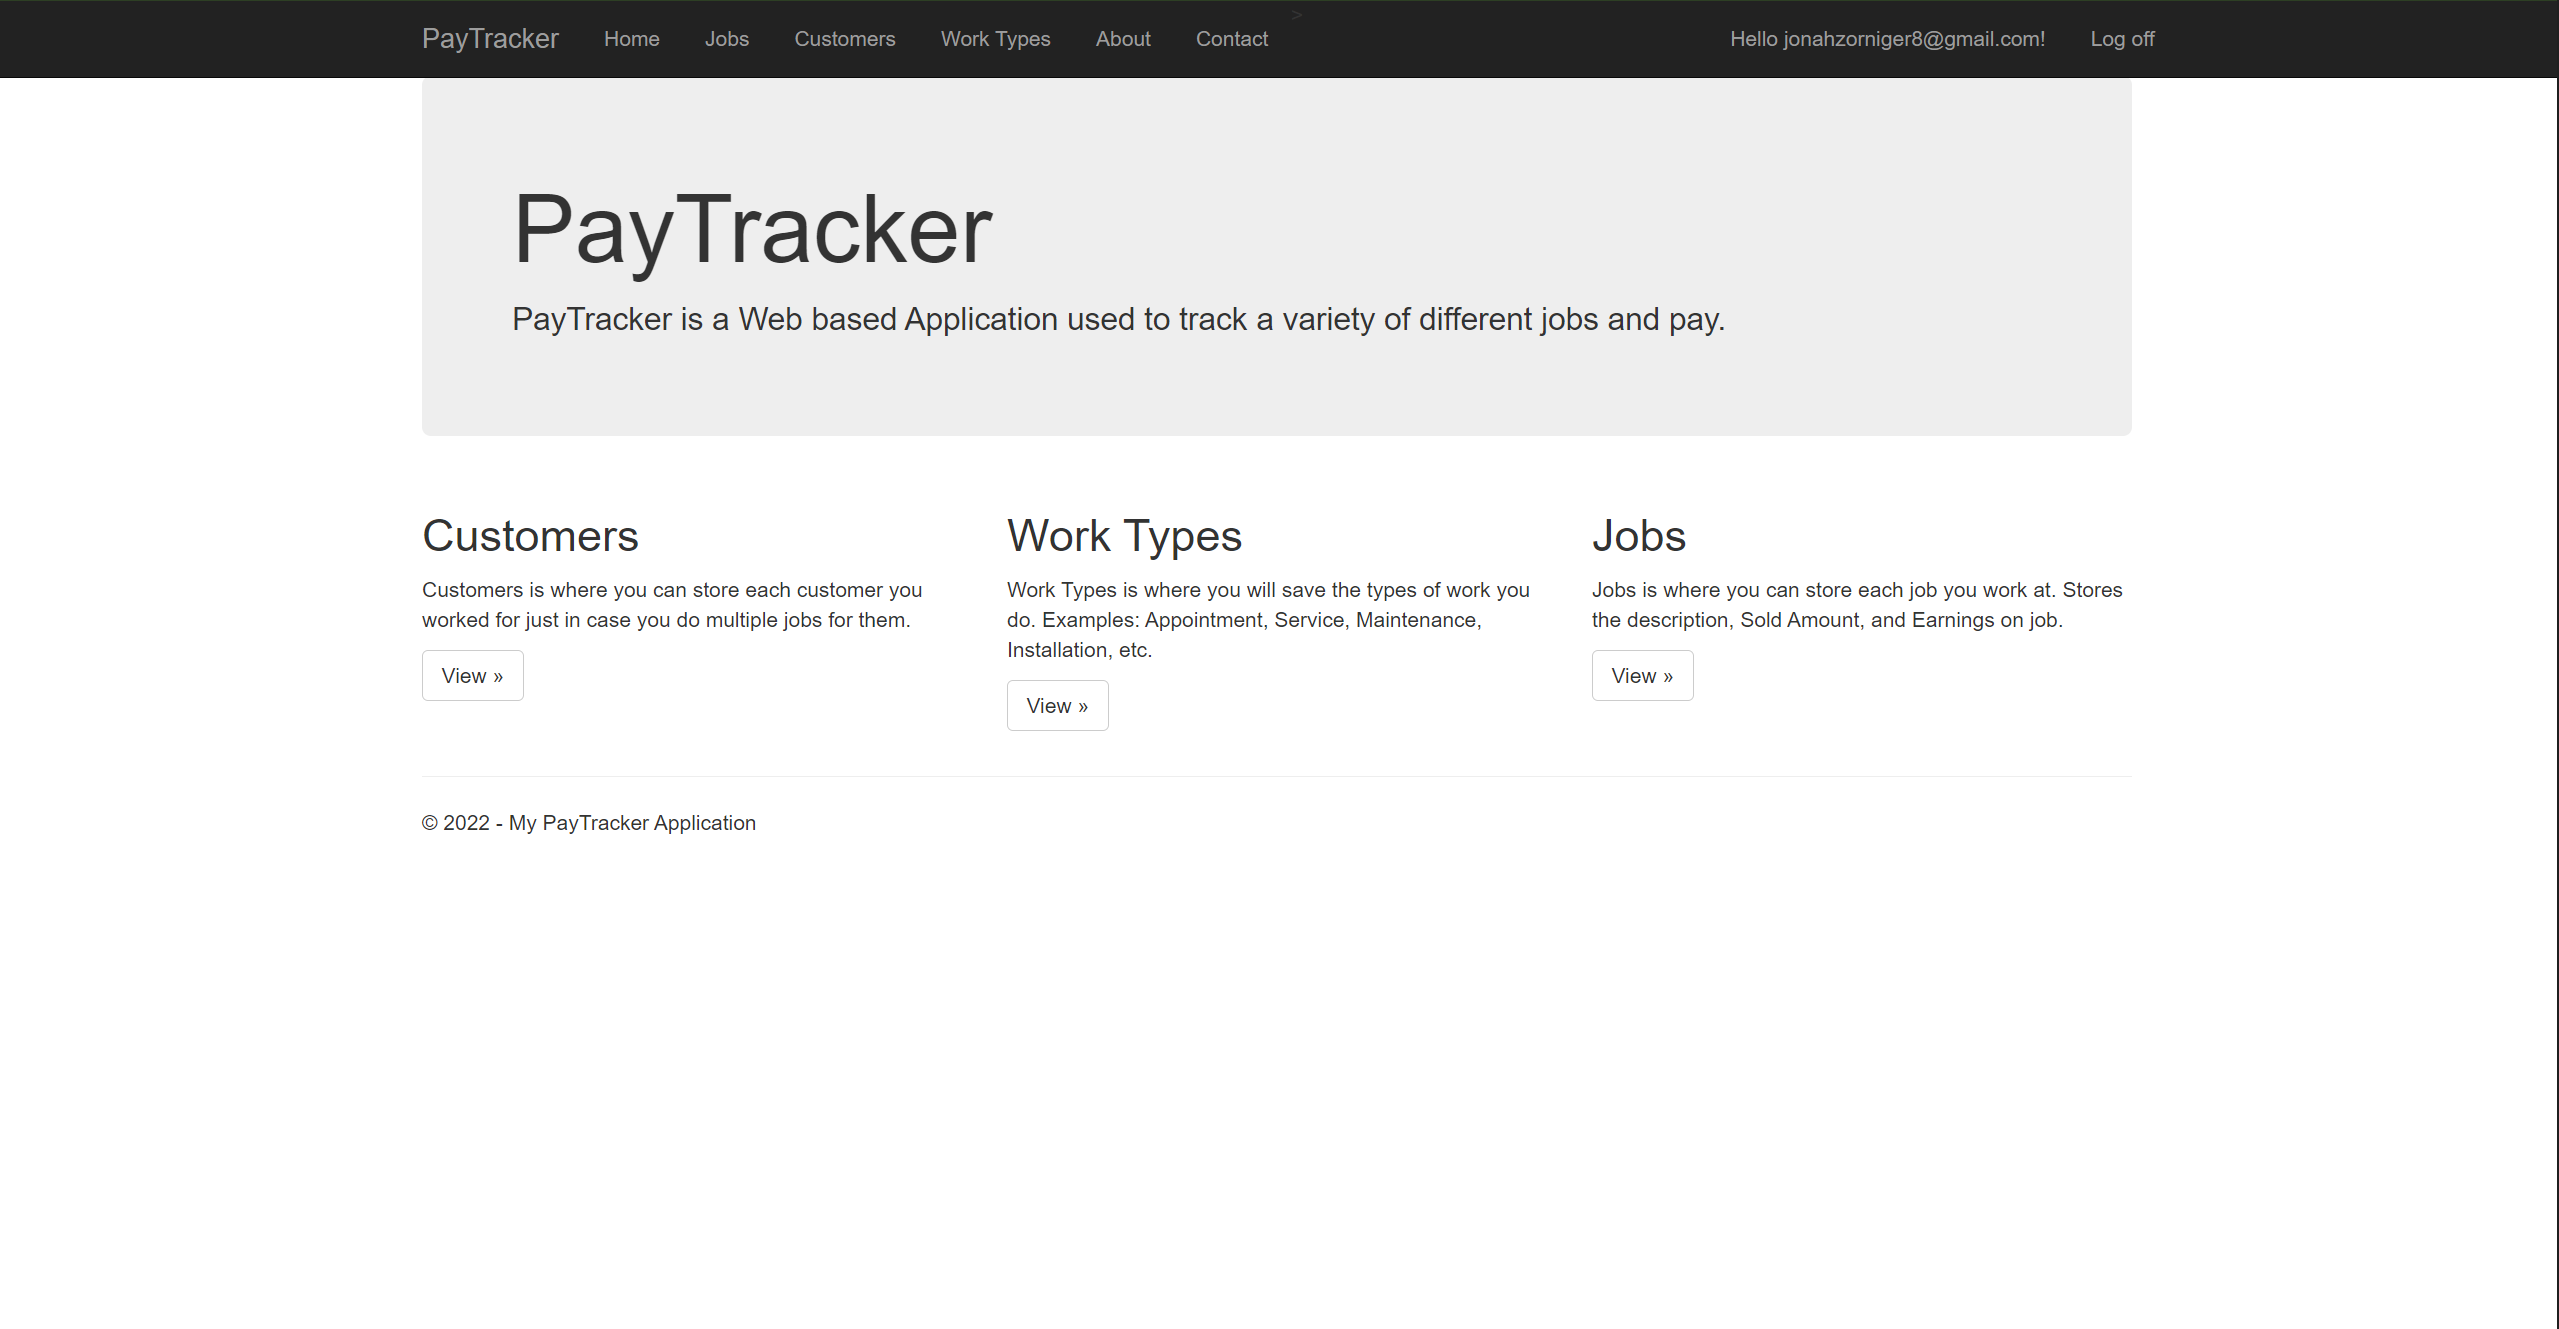 PayTracker Home Jobs Customers Work Types About Contact > Hello jonahzorniger8@gmail.com! Log off
PayTracker
PayTracker is a Web based Application used to track a variety of different jobs and pay.
Customers
Customers is where you can store each customer you
worked for just in case you do multiple jobs for them.
View »
Work Types
Work Types is where you will save the types of work you
do. Examples: Appointment, Service, Maintenance,
Installation, etc.
View »
Jobs
Jobs is where you can store each job you work at. Stores
the description, Sold Amount, and Earnings on job.
View »
© 2022 - My PayTracker Application